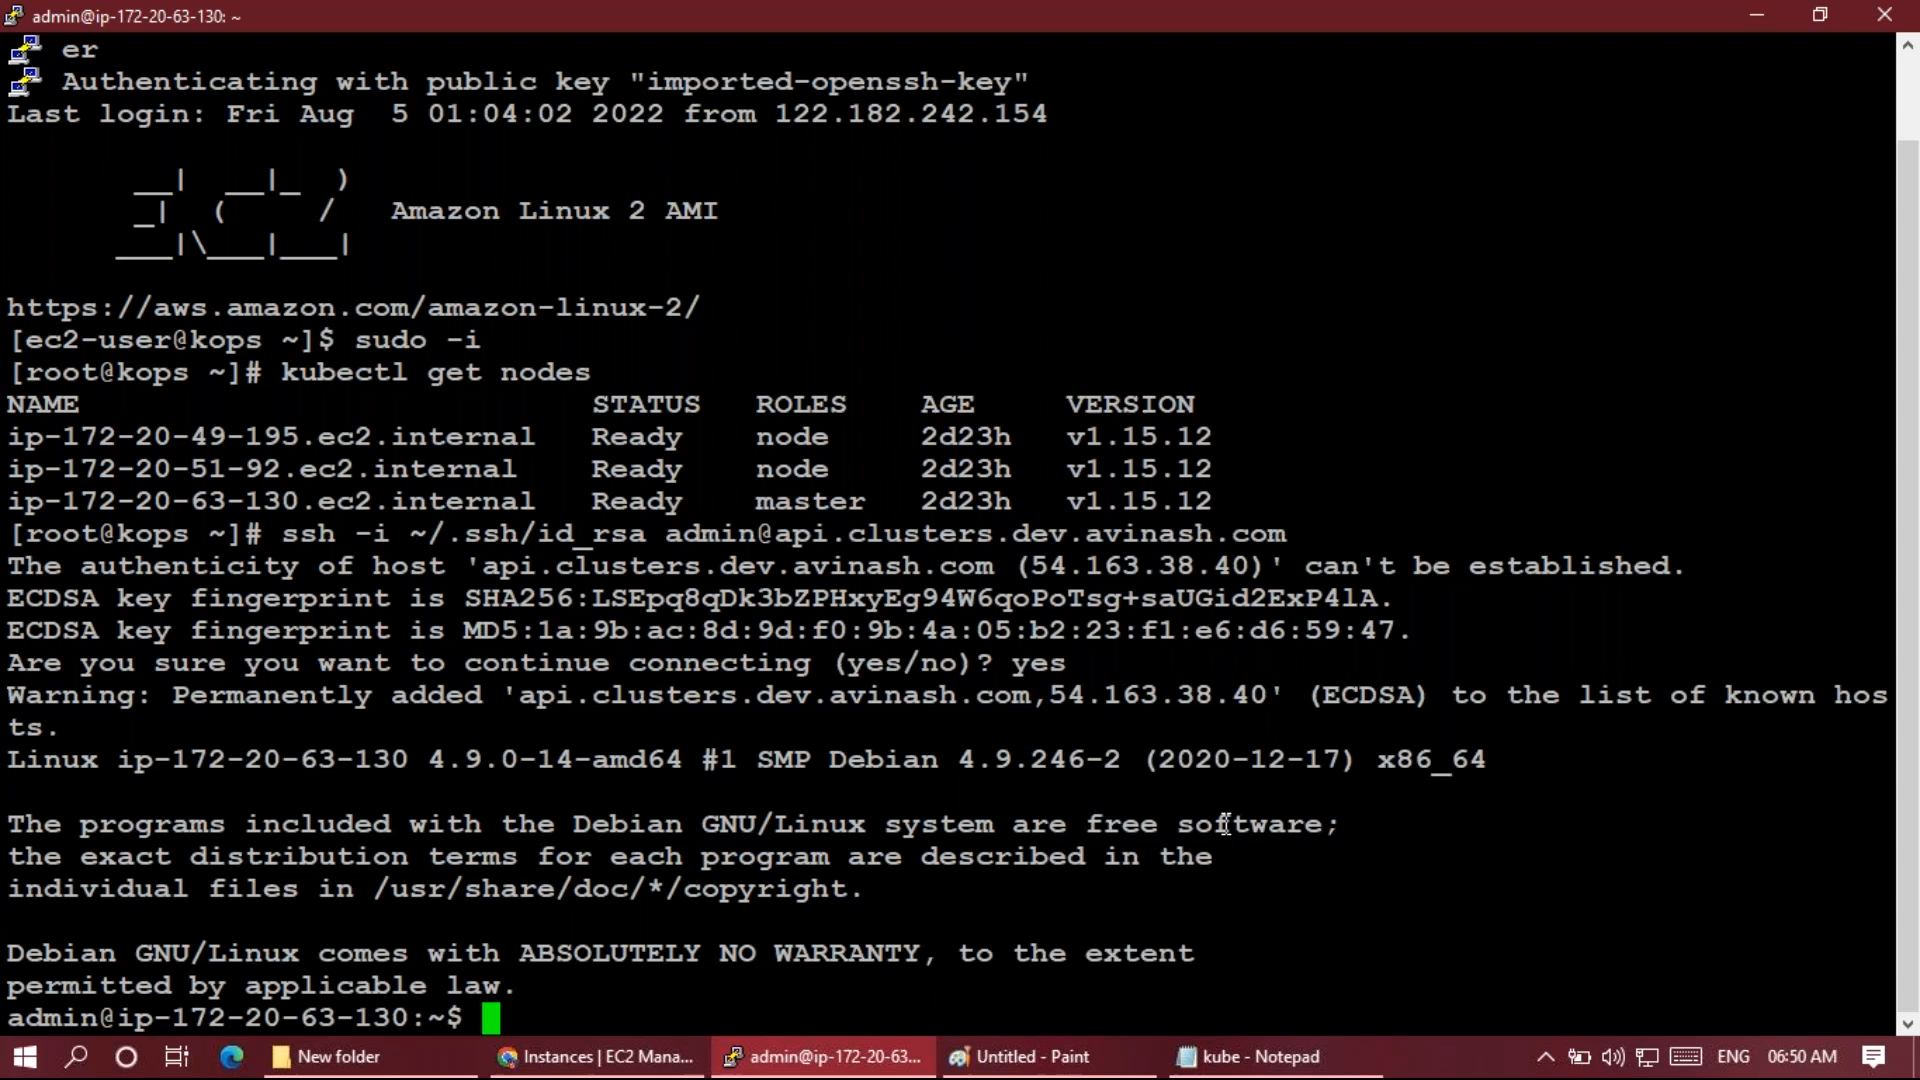 admin@ip-172-20-63-130: ~
er
Authenticating with public key "imported-openssh-key"
Last login: Fri Aug  5 01:04:02 2022 from 122.182.242.154
       __|  __|_  )
       _|  (     /   Amazon Linux 2 AMI
      ___|\___|___|
https://aws.amazon.com/amazon-linux-2/
[ec2-user@kops ~]$ sudo -i
[root@kops ~]# kubectl get nodes
NAME                            STATUS   ROLES    AGE     VERSION
ip-172-20-49-195.ec2.internal   Ready    node     2d23h   v1.15.12
ip-172-20-51-92.ec2.internal    Ready    node     2d23h   v1.15.12
ip-172-20-63-130.ec2.internal   Ready    master   2d23h   v1.15.12
[root@kops ~]# ssh -i ~/.ssh/id_rsa admin@api.clusters.dev.avinash.com
The authenticity of host 'api.clusters.dev.avinash.com (54.163.38.40)' can't be established.
ECDSA key fingerprint is SHA256:LSEpq8qDk3bZPHxyEg94W6qoPoTsg+saUGid2ExP4lA.
ECDSA key fingerprint is MD5:1a:9b:ac:8d:9d:f0:9b:4a:05:b2:23:f1:e6:d6:59:47.
Are you sure you want to continue connecting (yes/no)? yes
Warning: Permanently added 'api.clusters.dev.avinash.com,54.163.38.40' (ECDSA) to the list of known hos
ts.
Linux ip-172-20-63-130 4.9.0-14-amd64 #1 SMP Debian 4.9.246-2 (2020-12-17) x86_64
The programs included with the Debian GNU/Linux system are free software;
the exact distribution terms for each program are described in the
individual files in /usr/share/doc/*/copyright.
Debian GNU/Linux comes with ABSOLUTELY NO WARRANTY, to the extent
permitted by applicable law.
admin@ip-172-20-63-130:~$
New folder
Instances | EC2 Mana...
admin@ip-172-20-63...
Untitled - Paint
kube - Notepad
ENG
06:50 AM